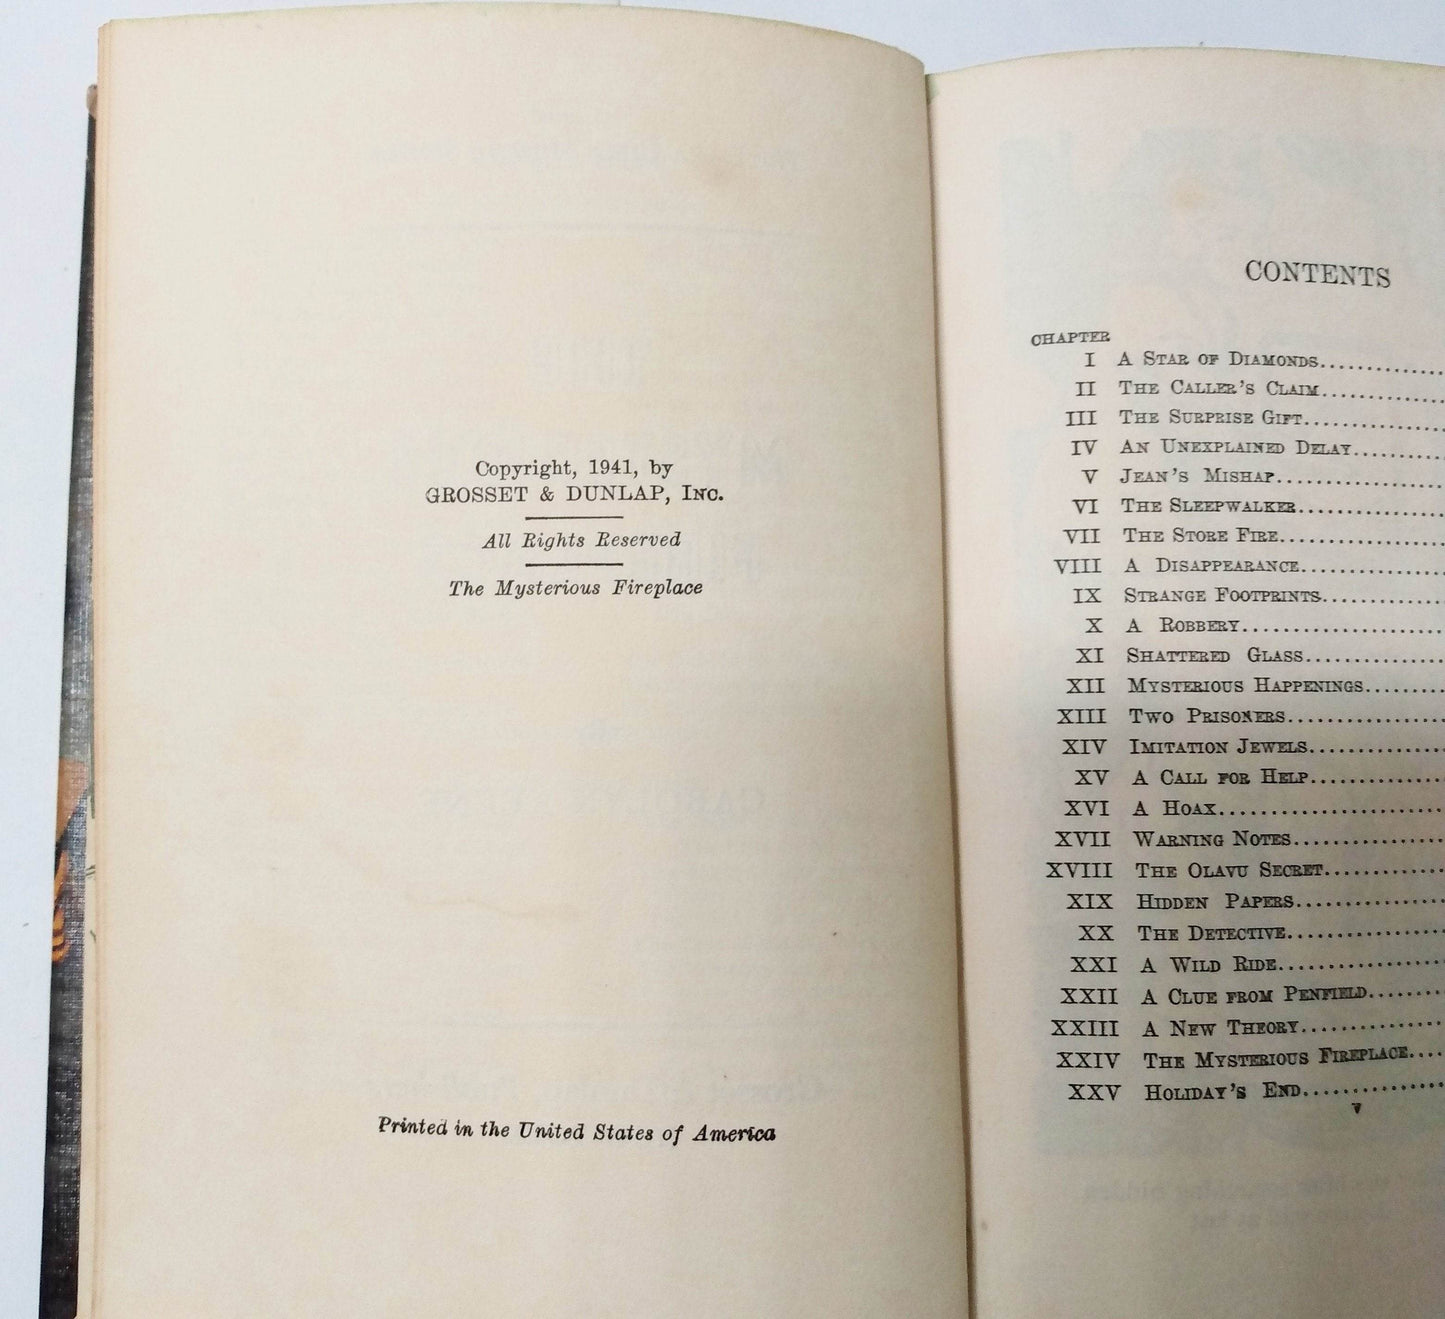 Copyright, 1941, by
GROSSET & DUNLAP, INC.
All Rights Reserved
The Mysterious Fireplace
Printed in the United States of America
CONTENTS
CHAPTER
I A STAR OF DIAMONDS
II THE CALLER'S CLAIM
III THE SURPRISE GIFT
IV AN UNEXPLAINED DELAY
V JEAN'S MISHAP
VI THE SLEEPWALKER
VII THE STORE FIRE
VIII A DISAPPEARANCE
IX STRANGE FOOTPRINTS
X A ROBBERY
XI SHATTERED GLASS
XII MYSTERIOUS HAPPENINGS
XIII TWO PRISONERS
XIV IMITATION JEWELS
XV A CALL FOR HELP
XVI A HOAX
XVII WARNING NOTES
XVIII THE OLAVU SECRET
XIX HIDDEN PAPERS
XX THE DETECTIVE
XXI A WILD RIDE
XXII A CLUE FROM PENFIELD
XXIII A NEW THEORY
XXIV THE MYSTERIOUS FIREPLACE
XXV HOLIDAY'S END
v